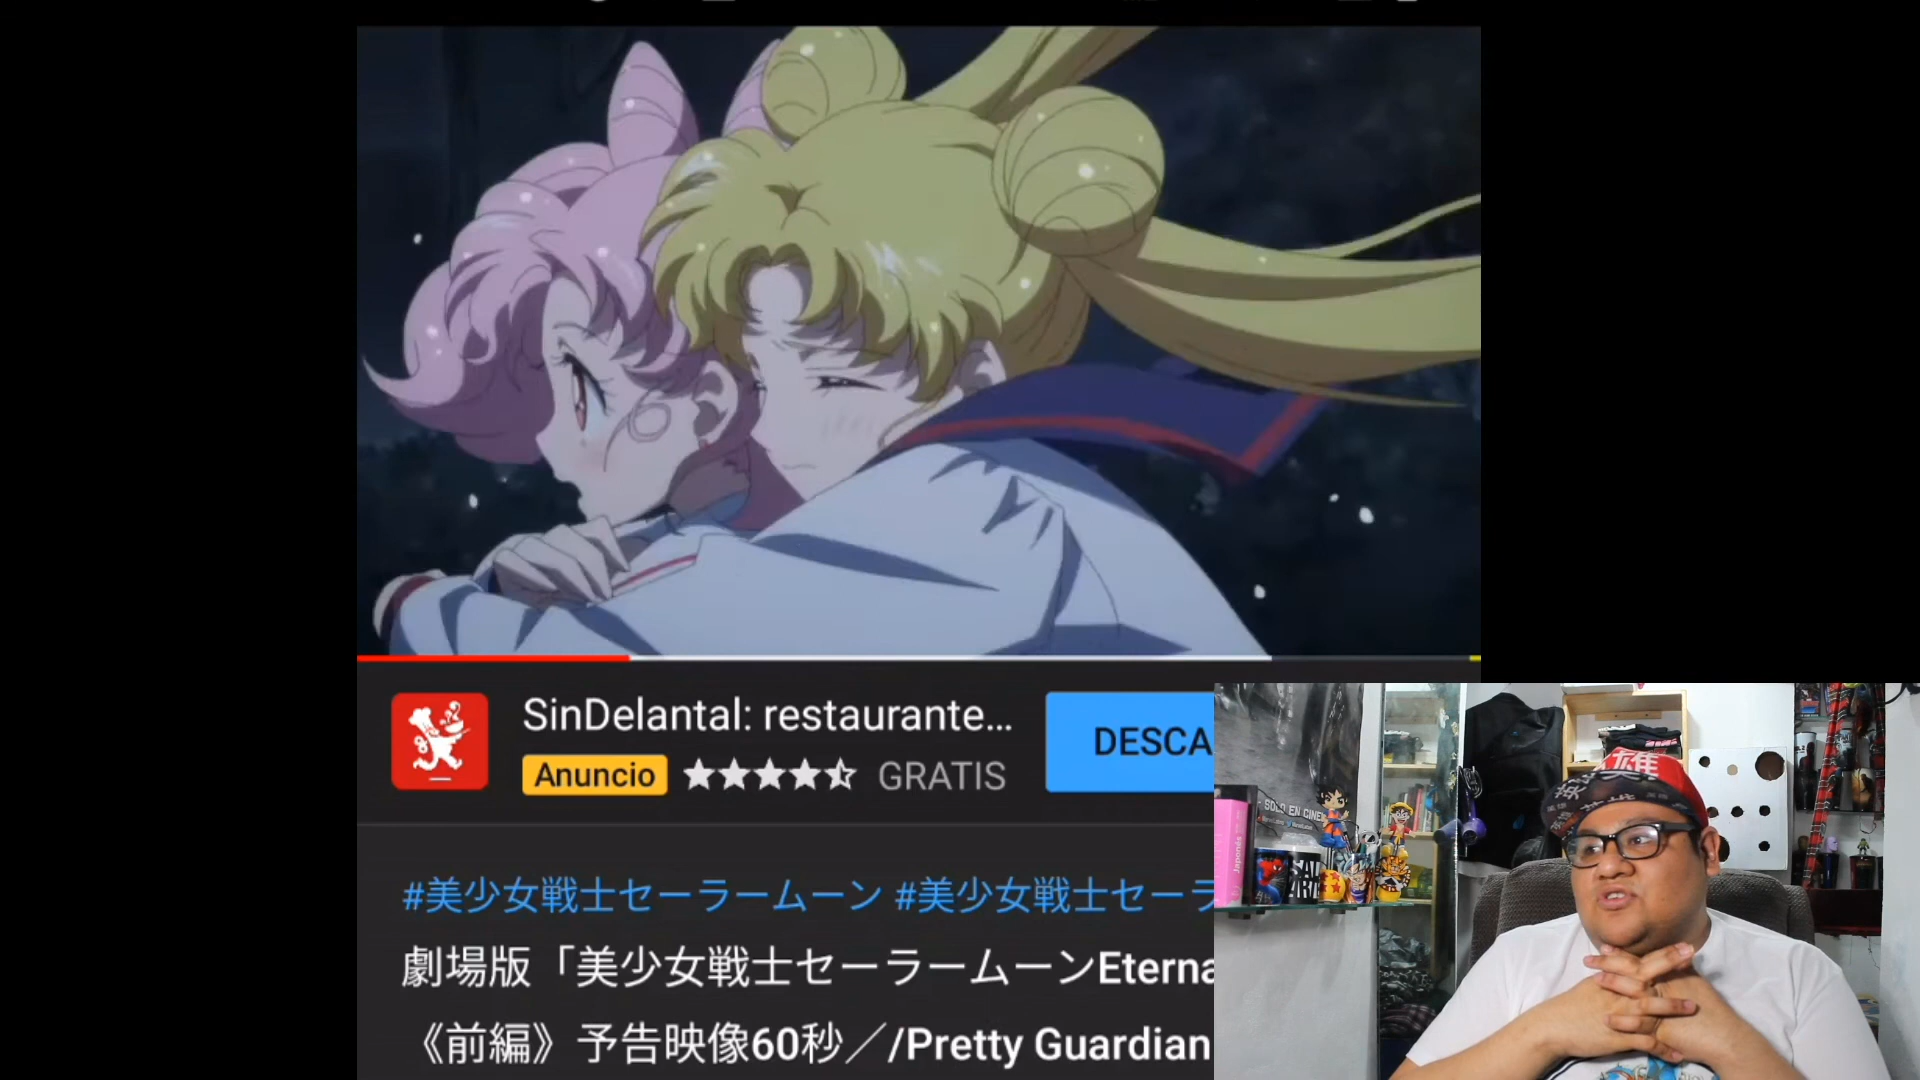 SinDelantal: restaurante...
DESCA
Anuncio
GRATIS
#美少女戦士セーラームーン #美少女戦士セーラ
劇場版「美少女戦士セーラームーンEterna
《前編》予告映像60秒／/Pretty Guardian
SOLO EN CINE
Japonés
雄